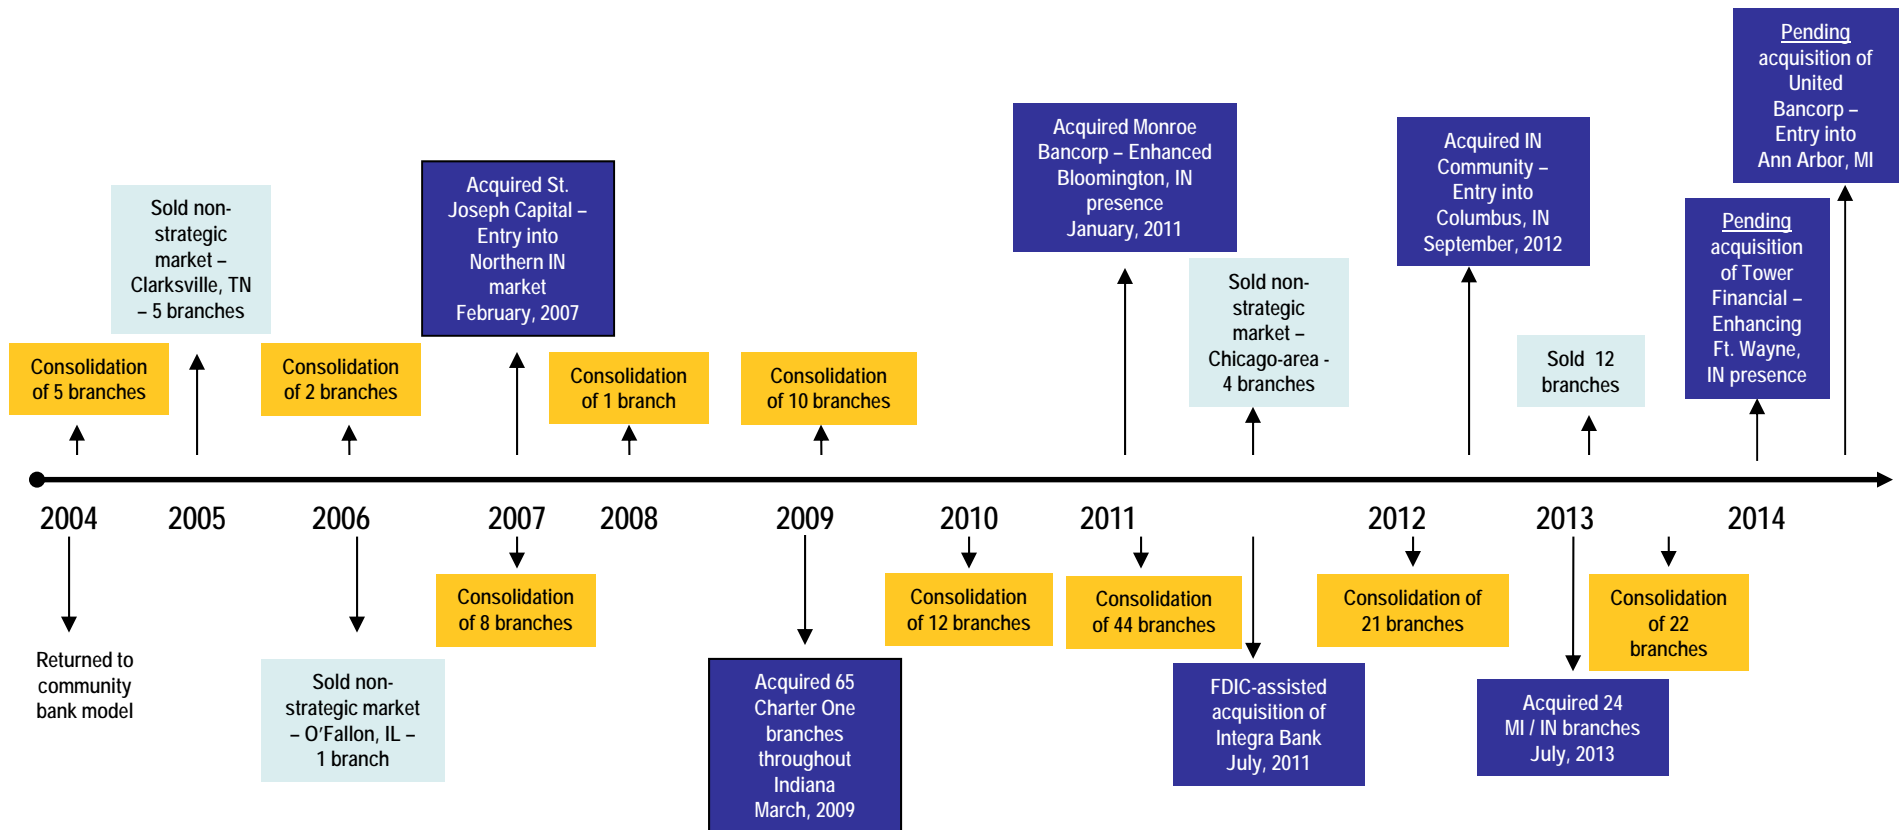 Pending
acquisition of
United
Bancorp –
Entry into
Ann Arbor, MI
Acquired Monroe
Bancorp – Enhanced
Bloomington, IN
presence
January, 2011
Acquired IN
Community –
Entry into
Columbus, IN
September, 2012
Acquired St.
Joseph Capital –
Entry into
Northern IN
market
February, 2007
Sold non-
strategic
market –
Clarksville, TN
– 5 branches
Pending
acquisition
of Tower
Financial –
Enhancing
Ft. Wayne,
IN presence
Sold non-
strategic
market –
Chicago-area -
4 branches
Consolidation
of 5 branches
Consolidation
of 2 branches
Consolidation
of 1 branch
Consolidation
of 10 branches
Sold 12
branches
2004 2005 2006 2007 2008 2009 2010 2011 2012 2013 2014
Returned to
community
bank model
Sold non-
strategic market
– O'Fallon, IL –
1 branch
Consolidation
of 8 branches
Acquired 65
Charter One
branches
throughout
Indiana
March, 2009
Consolidation
of 12 branches
Consolidation
of 44 branches
FDIC-assisted
acquisition of
Integra Bank
July, 2011
Consolidation of
21 branches
Acquired 24
MI / IN branches
July, 2013
Consolidation
of 22
branches